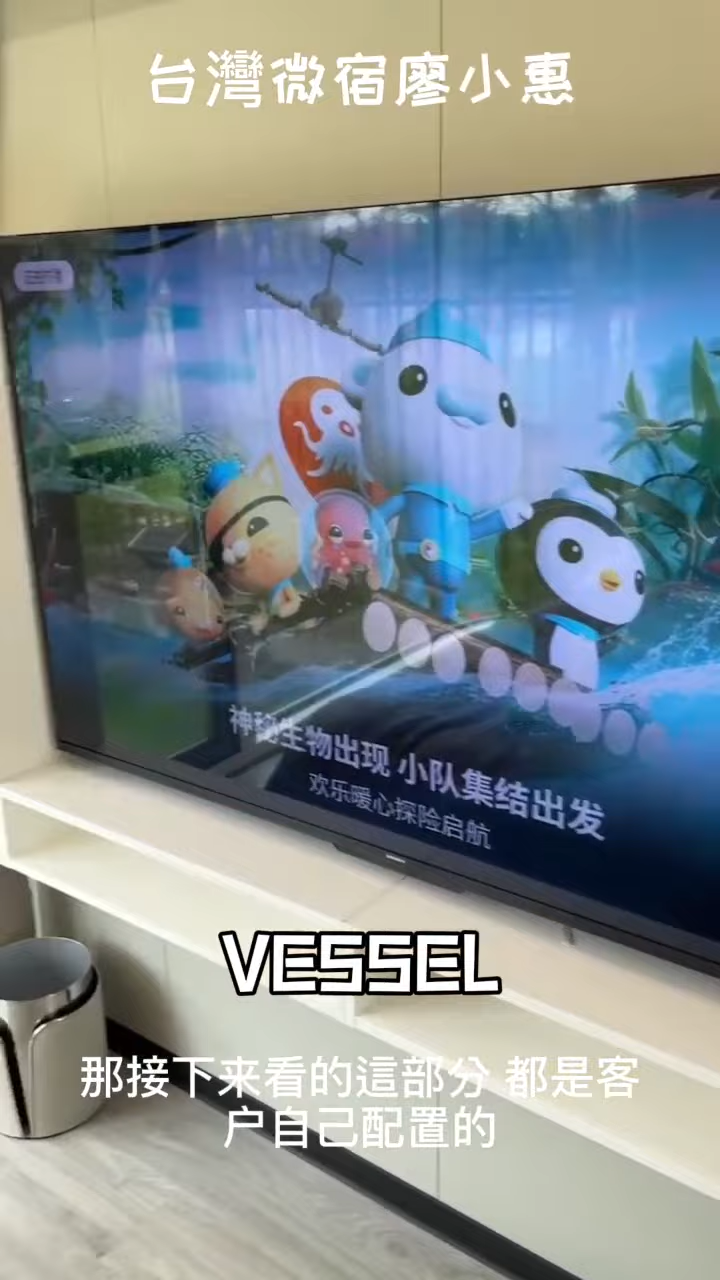 台灣微宿廖小惠
神秘生物出现 小队集结出发
欢乐暖心探险启航
VESSEL
那接下来看的這部分 都是客
户自己配置的